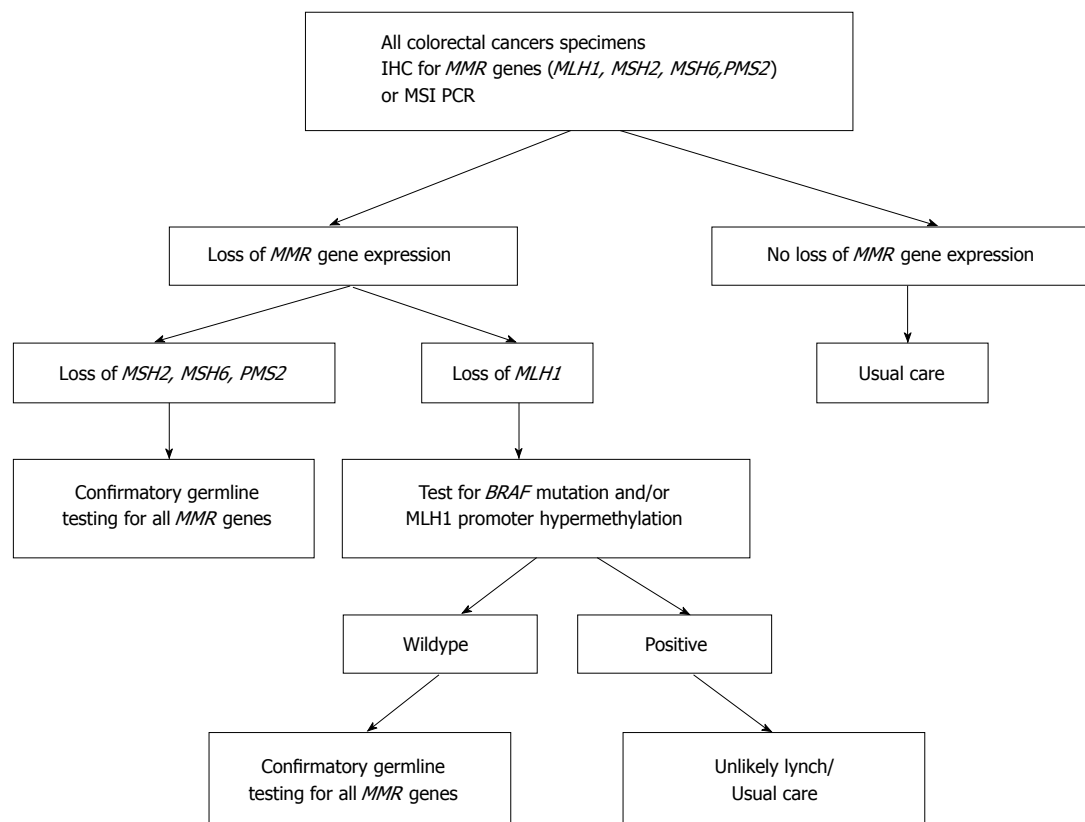 All colorectal cancers specimens
IHC for MMR genes (MLH1, MSH2, MSH6,PMS2)
or MSI PCR
Loss of MMR gene expression
No loss of MMR gene expression
Loss of MSH2, MSH6, PMS2
Loss of MLH1
Usual care
Confirmatory germline
testing for all MMR genes
Test for BRAF mutation and/or
MLH1 promoter hypermethylation
Wildype
Positive
Confirmatory germline
testing for all MMR genes
Unlikely lynch/
Usual care